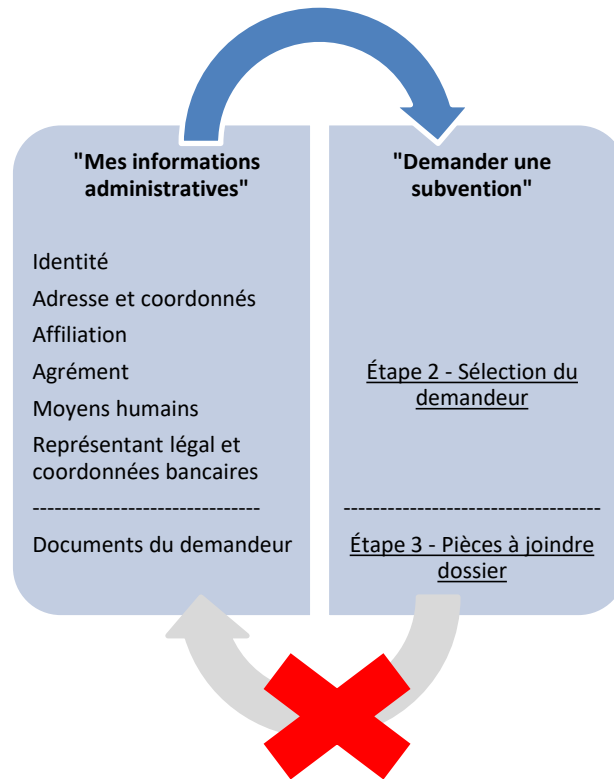 "Mes informations
administratives"
Identité
Adresse et coordonnés
Affiliation
Agrément
Moyens humains
Représentant légal et
coordonnées bancaires
-------------------------------
Documents du demandeur
"Demander une
subvention"
Étape 2 - Sélection du
demandeur
-----------------------------------
Étape 3 - Pièces à joindre
dossier